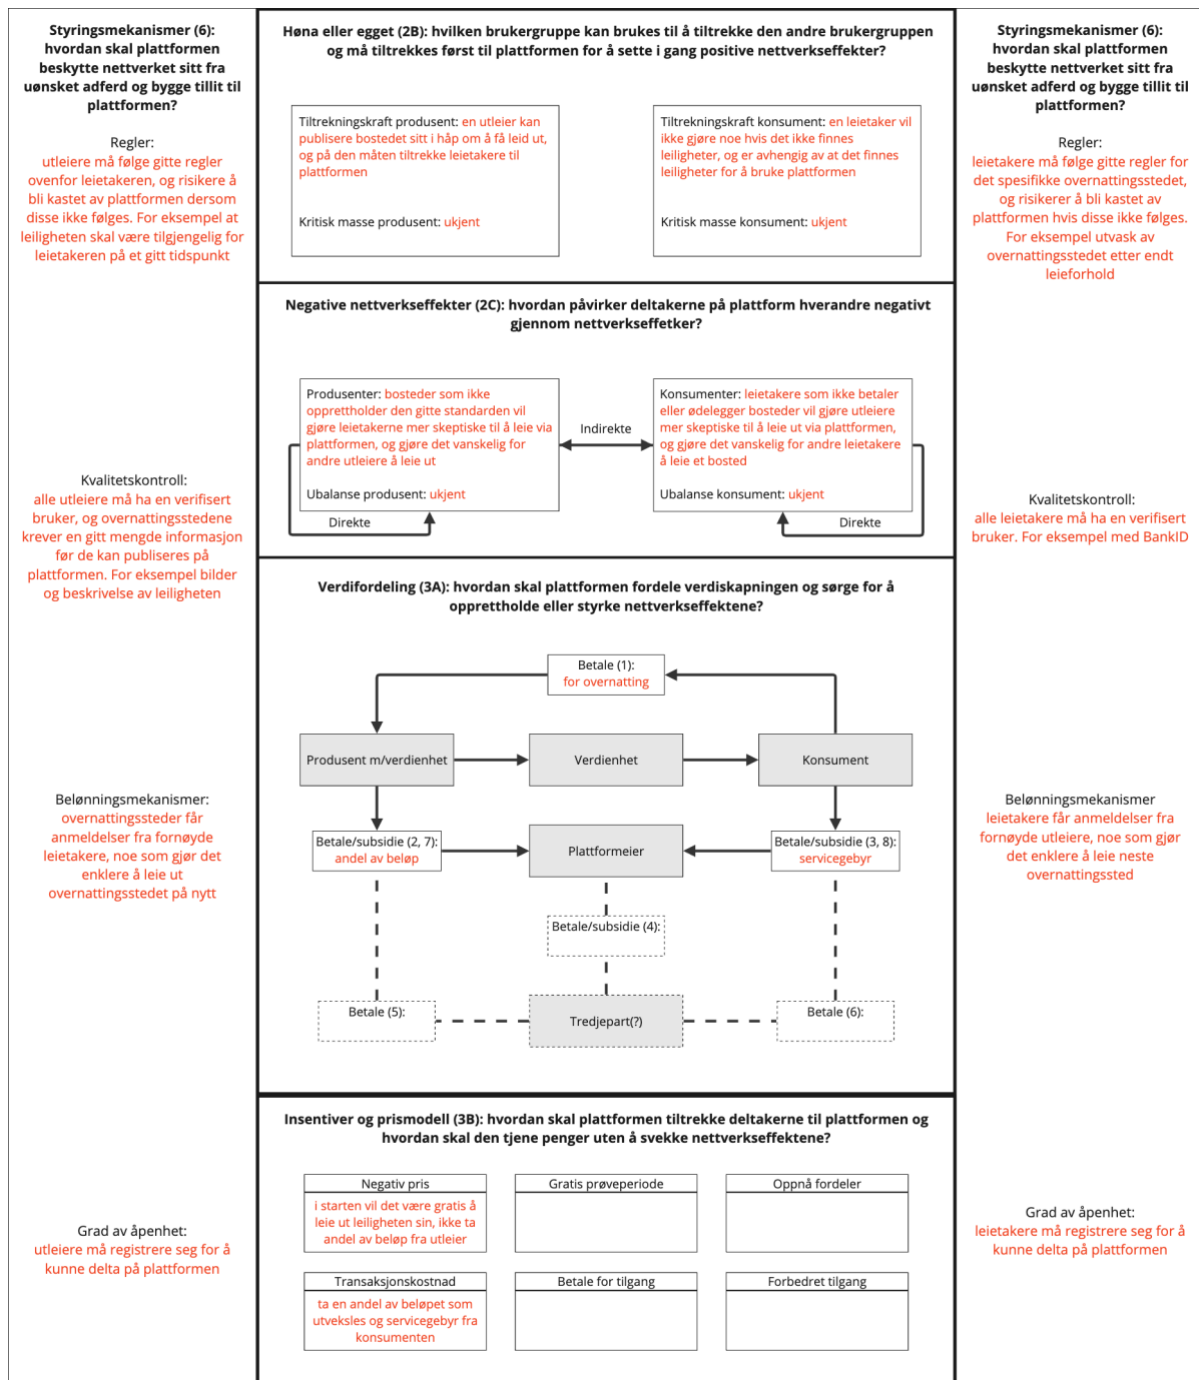 Styringsmekanismer (6):
hvordan skal plattformen
beskytte nettverket sitt fra
uønsket adferd og bygge tillit til
plattformen?
Regler:
utleiere må følge gitte regler
ovenfor leietakeren, og risikere å
bli kastet av plattformen dersom
disse ikke følges. For eksempel at
leiligheten skal være tilgjengelig for
leietakeren på et gitt tidspunkt
Kvalitetskontroll:
alle utleiere må ha en verifisert
bruker, og overnattingsstedene
krever en gitt mengde informasjon
før de kan publiseres på
plattformen. For eksempel bilder
og beskrivelse av leiligheten
Belønningsmekanismer:
overnattingssteder får
anmeldelser fra fornøyde
leietakere, noe som gjør det
enklere å leie ut
overnattingsstedet på nytt
Grad av åpenhet:
utleiere må registrere seg for å
kunne delta på plattformen
Høna eller egget (2B): hvilken brukergruppe kan brukes til å tiltrekke den andre brukergruppen
og må tiltrekkes først til plattformen for å sette i gang positive nettverkseffekter?
Tiltrekningskraft produsent: en utleier kan
publisere bostedet sitt i håp om å få leid ut,
og på den måten tiltrekke leietakere til
plattformen
Kritisk masse produsent: ukjent
Tiltrekningskraft konsument: en leietaker vil
ikke gjøre noe hvis det ikke finnes
leiligheter, og er avhengig av at det finnes
leiligheter for å bruke plattformen
Kritisk masse konsument: ukjent
Negative nettverkseffekter (2C): hvordan påvirker deltakerne på plattform hverandre negativt
gjennom nettverkseffetker?
Produsenter: bosteder som ikke
opprettholder den gitte standarden vil
gjøre leietakerne mer skeptiske til å leie via
plattformen, og gjøre det vanskelig for
andre utleiere å leie ut
Ubalanse produsent: ukjent
Direkte
Indirekte
Konsumenter: leietakere som ikke betaler
eller ødelegger bosteder vil gjøre utleiere
mer skeptiske til å leie ut via plattformen,
og gjøre det vanskelig for andre leietakere
å leie et bosted
Ubalanse konsument: ukjent
Direkte
Verdifordeling (3A): hvordan skal plattformen fordele verdiskapningen og sørge for å
opprettholde eller styrke nettverkseffektene?
Betale (1):
for overnatting
Produsent m/verdienhet
Verdienhet
Konsument
Betale/subsidie (2, 7):
andel av beløp
Plattformeier
Betale/subsidie (3, 8):
servicegebyr
Betale/subsidie (4):
Betale (5):
Tredjepart(?)
Betale (6):
Insentiver og prismodell (3B): hvordan skal plattformen tiltrekke deltakerne til plattformen og
hvordan skal den tjene penger uten å svekke nettverkseffektene?
Negativ pris
i starten vil det være gratis å
leie ut leiligheten sin, ikke ta
andel av beløp fra utleier
Gratis prøveperiode
Oppnå fordeler
Transaksjonskostnad
ta en andel av beløpet som
utveksles og servicegebyr fra
konsumenten
Betale for tilgang
Forbedret tilgang
Styringsmekanismer (6):
hvordan skal plattformen
beskytte nettverket sitt fra
uønsket adferd og bygge tillit til
plattformen?
Regler:
leietakere må følge gitte regler for
det spesifikke overnattingsstedet,
og risikerer å bli kastet av
plattformen hvis disse ikke følges.
For eksempel utvask av
overnattingsstedet etter endt
leieforhold
Kvalitetskontroll:
alle leietakere må ha en verifisert
bruker. For eksempel med BankID
Belønningsmekanismer
leietakere får anmeldelser fra
fornøyde utleiere, noe som gjør
det enklere å leie neste
overnattingssted
Grad av åpenhet:
leietakere må registrere seg for å
kunne delta på plattformen